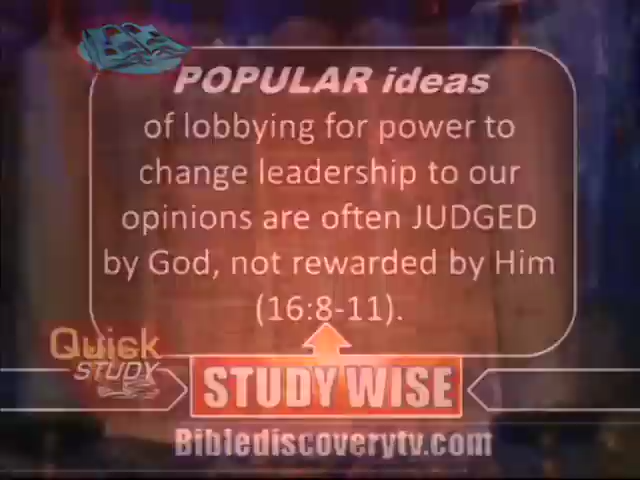 POPULAR ideas
of lobbying for power to
change leadership to our
opinions are often JUDGED
by God, not rewarded by Him
(16:8-11).
Quick
STUDY
STUDY WISE
Biblediscoverytv.com